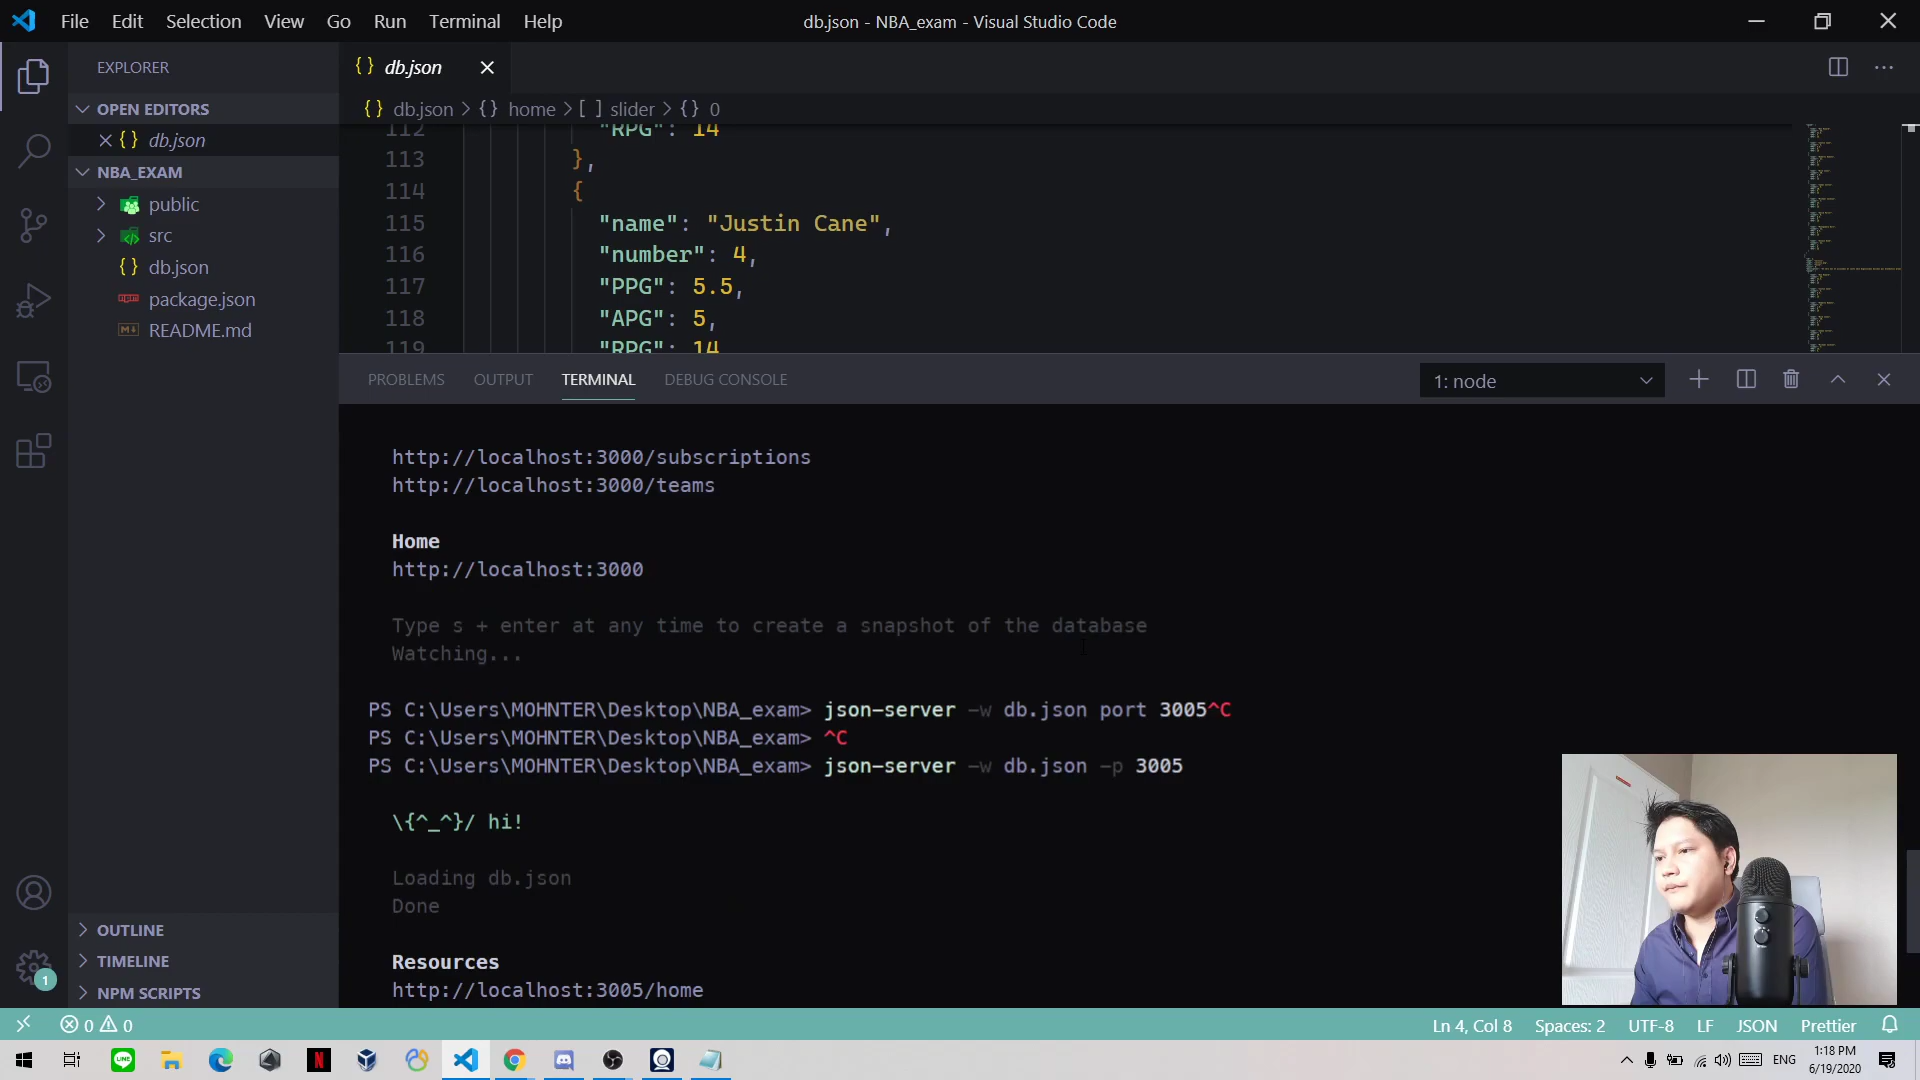 File Edit Selection View Go Run Terminal Help
db.json - NBA_exam - Visual Studio Code
EXPLORER
OPEN EDITORS
db.json
NBA_EXAM
public
src
db.json
package.json
README.md
OUTLINE
TIMELINE
NPM SCRIPTS
{} db.json
{} db.json > {} home > [ ] slider > {} 0
112 "RPG": 14
113 },
114 {
115 "name": "Justin Cane",
116 "number": 4,
117 "PPG": 5.5,
118 "APG": 5,
119 "RPG": 14
PROBLEMS OUTPUT TERMINAL DEBUG CONSOLE
1: node
http://localhost:3000/subscriptions
http://localhost:3000/teams
Home
http://localhost:3000
Type s + enter at any time to create a snapshot of the database
Watching...
PS C:\Users\MOHNTER\Desktop\NBA_exam> json-server -w db.json port 3005^C
PS C:\Users\MOHNTER\Desktop\NBA_exam> ^C
PS C:\Users\MOHNTER\Desktop\NBA_exam> json-server -w db.json -p 3005
\{^_^}/ hi!
Loading db.json
Done
Resources
http://localhost:3005/home
1
0 0
Ln 4, Col 8 Spaces: 2 UTF-8 LF JSON Prettier
ENG
1:18 PM
6/19/2020